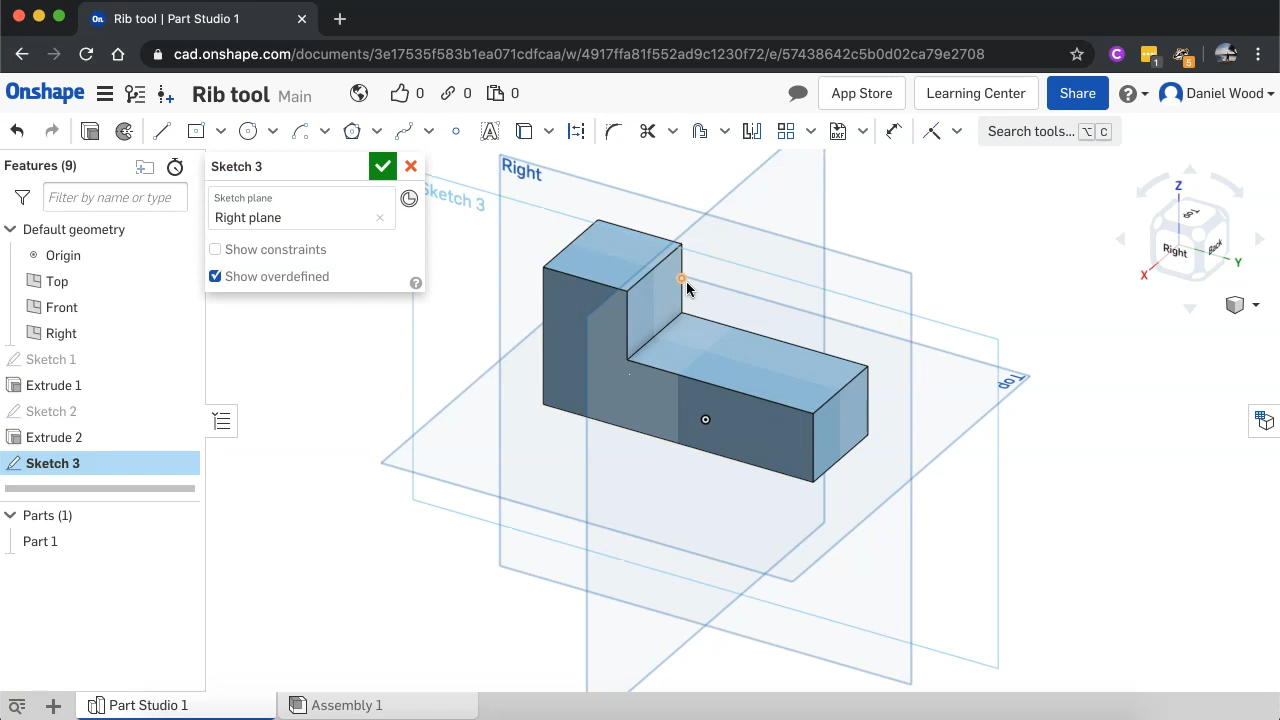 Rib tool | Part Studio 1
cad.onshape.com/documents/3e17535f583b1ea071cdfcaa/w/4917ffa81f552ad9c1230f72/e/57438642c5b0d02ca79e2708
1
5
Onshape
Rib tool Main
0
0
0
App Store
Learning Center
Share
Daniel Wood
Search tools... ⌥ C
Features (9)
Filter by name or type
Default geometry
Origin
Top
Front
Right
Sketch 1
Extrude 1
Sketch 2
Extrude 2
Sketch 3
Parts (1)
Part 1
Sketch 3
Sketch plane
Right plane
Show constraints
Show overdefined
Sketch 3
Right
Top
Z
Top
Right
Back
X
Y
Part Studio 1
Assembly 1